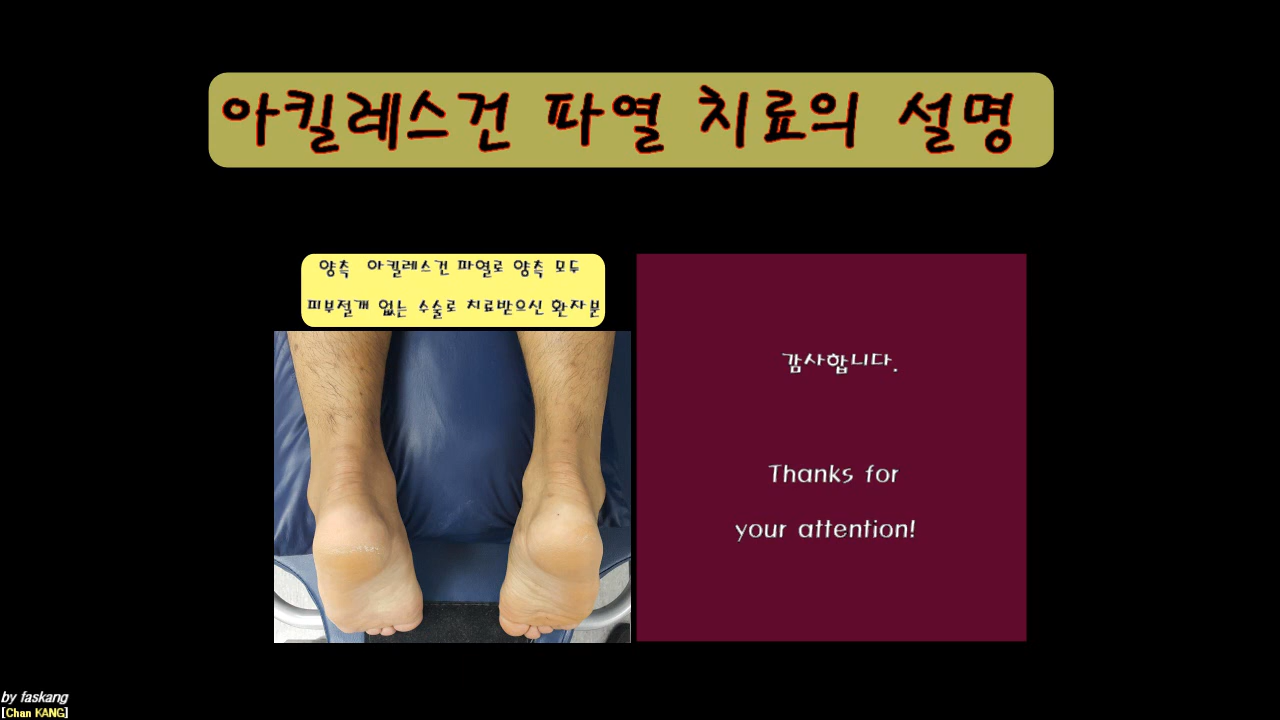 아킬레스건 파열 치료의 설명
양측 아킬레스건 파열로 양측 모두
피부절개 없는 수술로 치료받으신 환자분
감사합니다.
Thanks for
your attention!
by faskang
[Chan KANG]